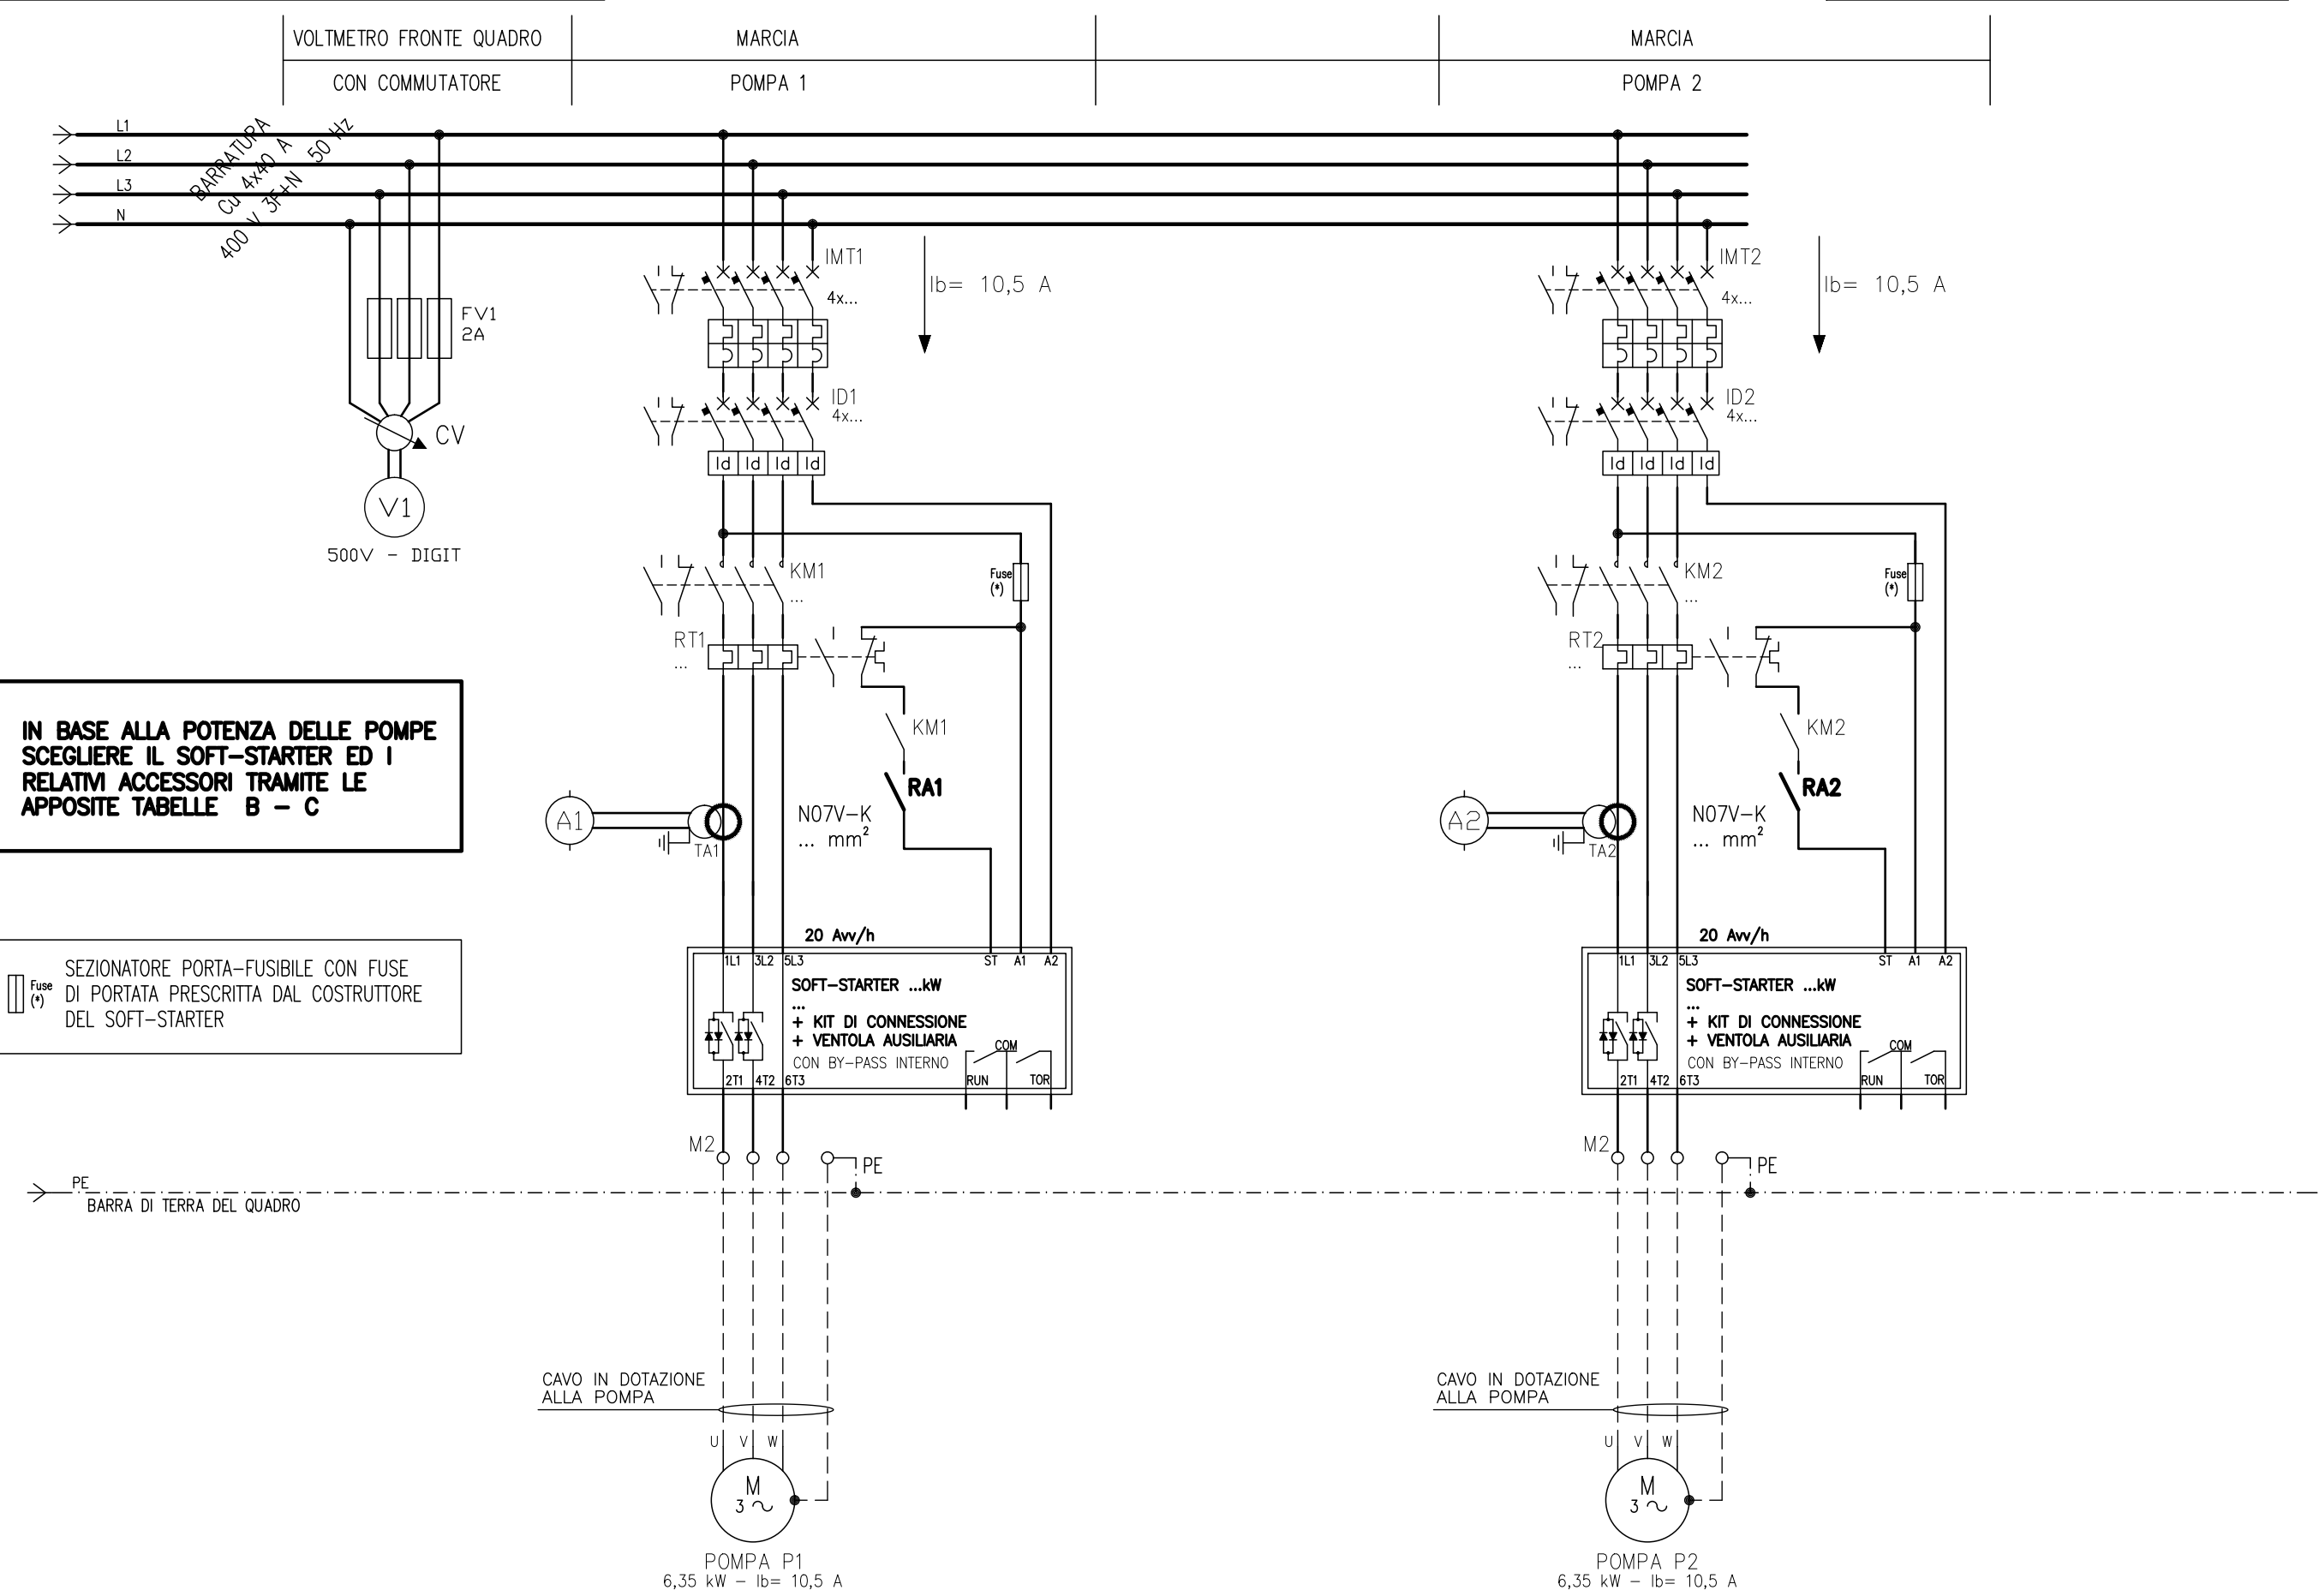 VOLTMETRO FRONTE QUADRO
CON COMMUTATORE
MARCIA
POMPA 1
MARCIA
POMPA 2
L1
L2
L3
N
BARRATURA
Cu 4x40 A
400 V 3F+N 50 Hz
FV1
2A
CV
V1
500V - DIGIT
IMT1
4x...
Ib= 10,5 A
ID1
4x...
Id Id Id Id
KM1
...
Fuse
(*)
RT1
...
KM1
RA1
A1
TA1
N07V-K
... mm²
20 Avv/h
1L1 3L2 5L3 ST A1 A2
SOFT-STARTER ...kW
...
+ KIT DI CONNESSIONE
+ VENTOLA AUSILIARIA
CON BY-PASS INTERNO
COM
2T1 4T2 6T3 RUN TOR
M2
PE
CAVO IN DOTAZIONE
ALLA POMPA
U V W
M
3
POMPA P1
6,35 kW - Ib= 10,5 A
IMT2
4x...
Ib= 10,5 A
ID2
4x...
Id Id Id Id
KM2
...
Fuse
(*)
RT2
...
KM2
RA2
A2
TA2
N07V-K
... mm²
20 Avv/h
1L1 3L2 5L3 ST A1 A2
SOFT-STARTER ...kW
...
+ KIT DI CONNESSIONE
+ VENTOLA AUSILIARIA
CON BY-PASS INTERNO
COM
2T1 4T2 6T3 RUN TOR
M2
PE
CAVO IN DOTAZIONE
ALLA POMPA
U V W
M
3
POMPA P2
6,35 kW - Ib= 10,5 A
IN BASE ALLA POTENZA DELLE POMPE
SCEGLIERE IL SOFT-STARTER ED I
RELATIVI ACCESSORI TRAMITE LE
APPOSITE TABELLE B - C
Fuse
(*)
SEZIONATORE PORTA-FUSIBILE CON FUSE
DI PORTATA PRESCRITTA DAL COSTRUTTORE
DEL SOFT-STARTER
PE
BARRA DI TERRA DEL QUADRO